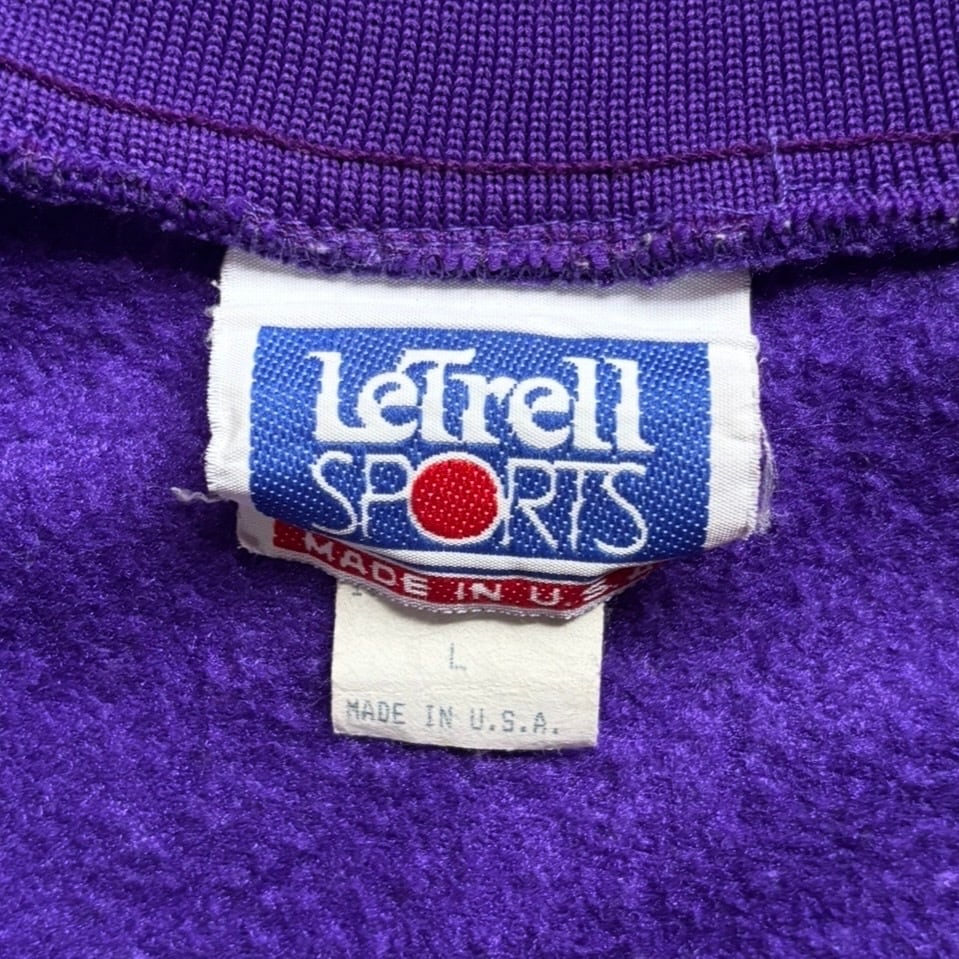 LeTrell
SPORTS
MADE IN U.S.
L
MADE IN U.S.A.